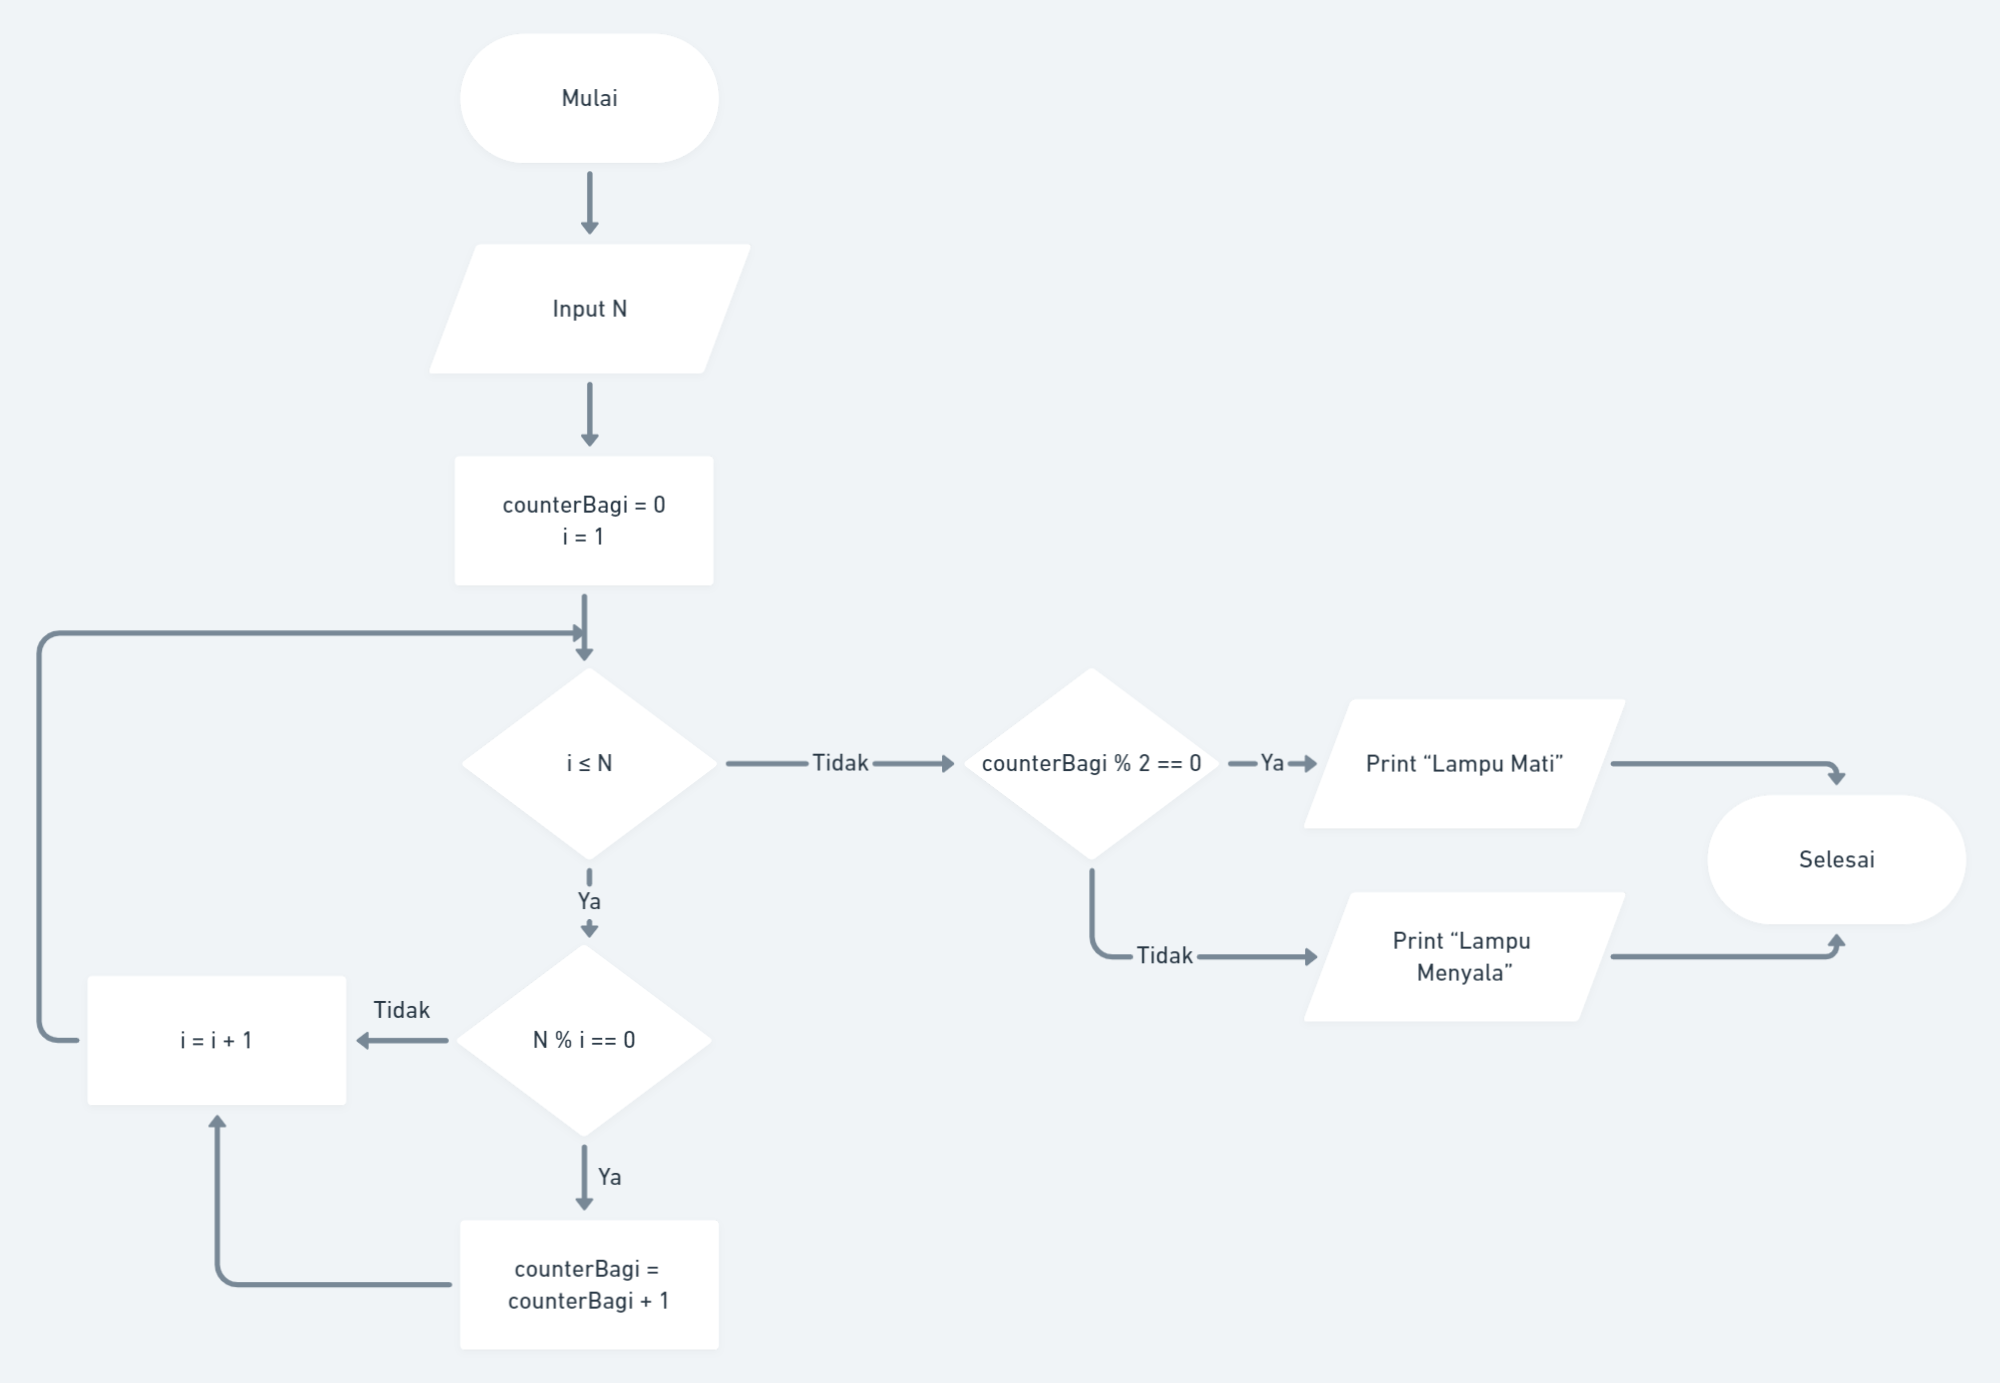 Mulai
Input N
counterBagi = 0
i = 1
i ≤ N
Tidak
counterBagi % 2 == 0
Ya
Print “Lampu Mati”
Selesai
Ya
Tidak
Print “Lampu
Menyala”
i = i + 1
Tidak
N % i == 0
Ya
counterBagi =
counterBagi + 1